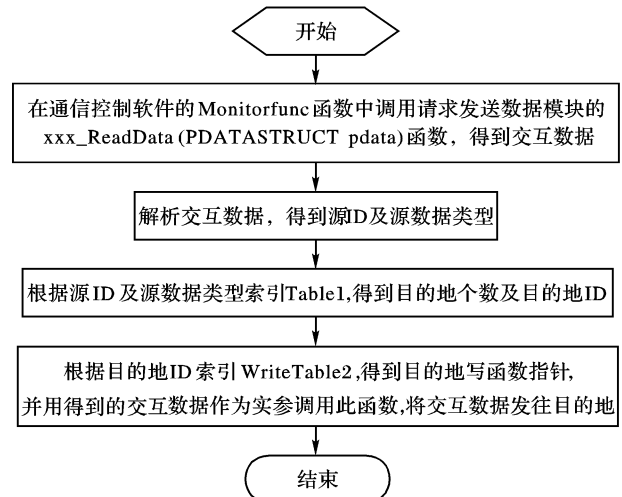 开始
在通信控制软件的Monitorfunc函数中调用请求发送数据模块的
xxx_ReadData(PDATASTRUCT pdata)函数，得到交互数据
解析交互数据，得到源ID及源数据类型
根据源ID及源数据类型索引Table1,得到目的地个数及目的地ID
根据目的地ID索引WriteTable2,得到目的地写函数指针,
并用得到的交互数据作为实参调用此函数,将交互数据发往目的地
结束